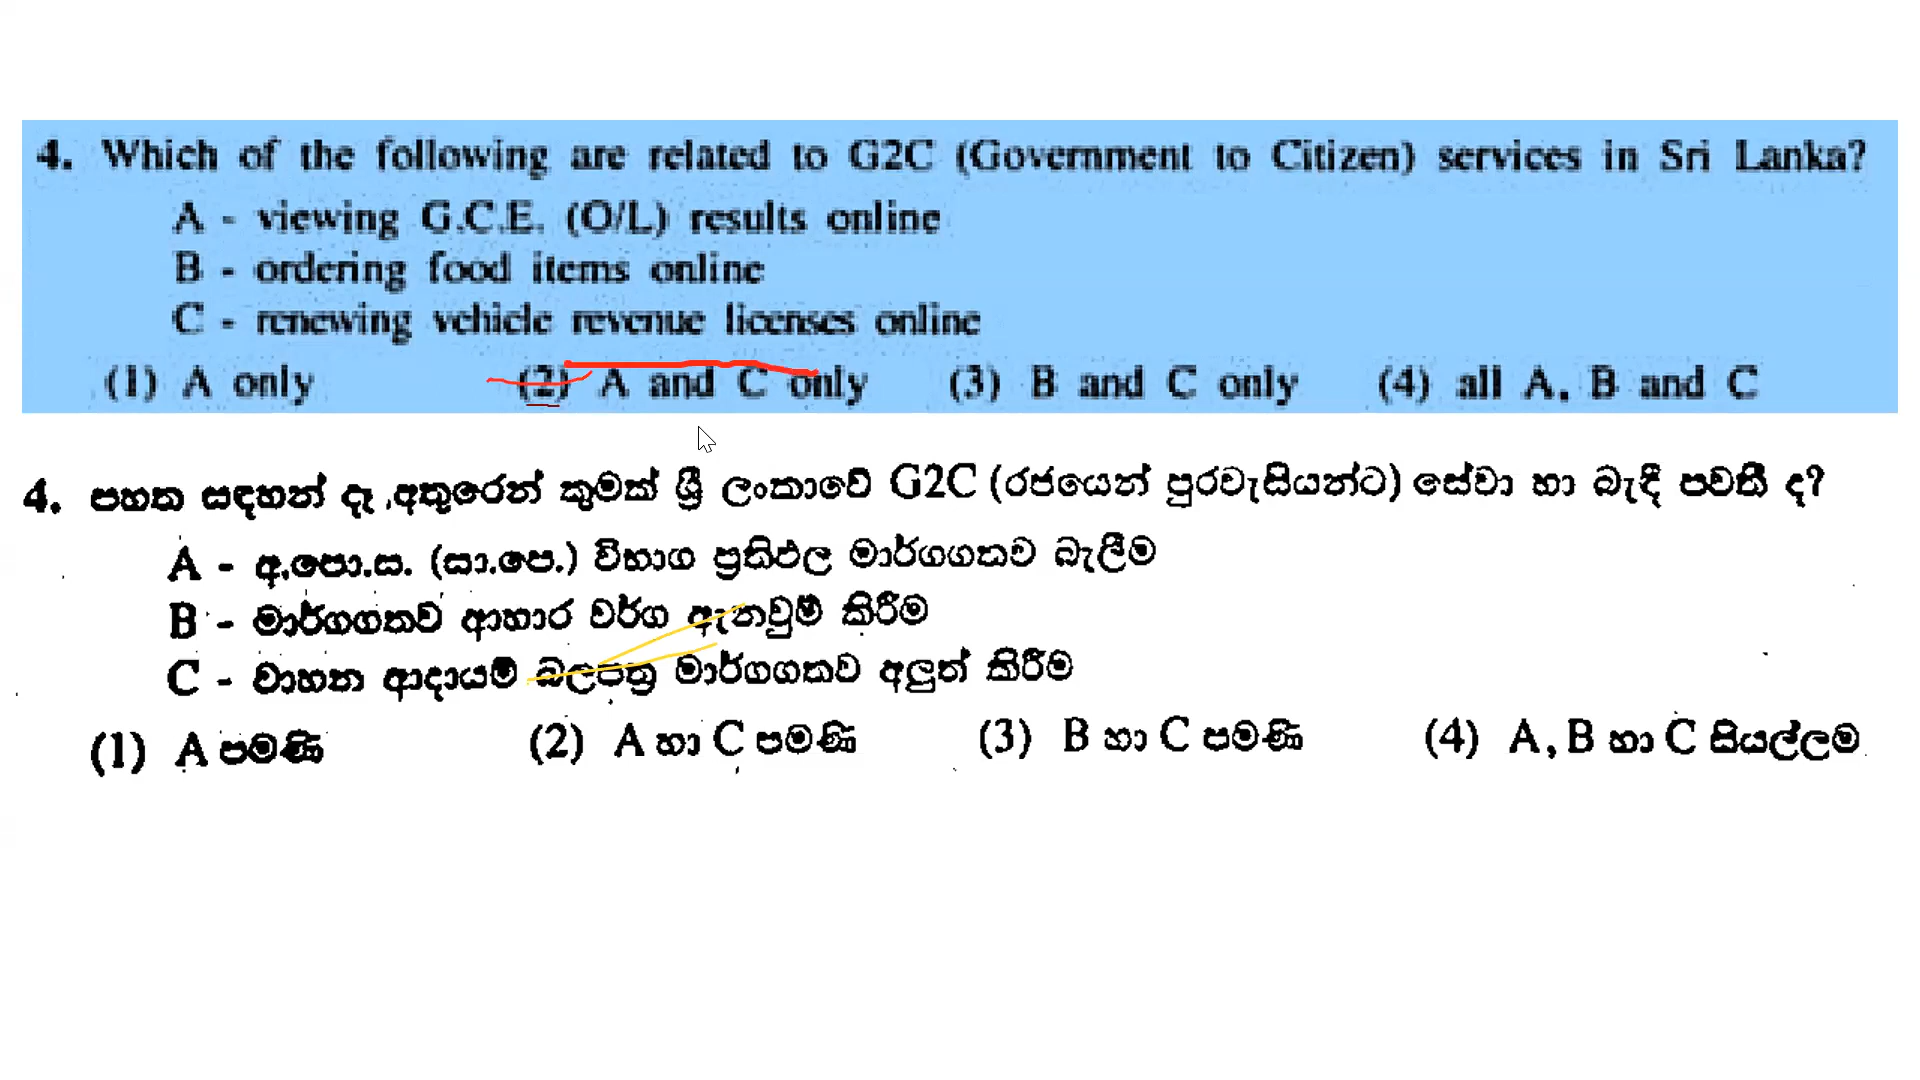 4. Which of the following are related to G2C (Government to Citizen) services in Sri Lanka?
A - viewing G.C.E. (O/L) results online
B - ordering food items online
C - renewing vehicle revenue licenses online
(1) A only (2) A and C only (3) B and C only (4) all A, B and C
4. පහත සඳහන් දෑ අතුරෙන් කුමක් ශ්‍රී ලංකාවේ G2C (රජයෙන් පුරවැසියන්ට) සේවා හා බැඳී පවතී ද?
A - අ.පො.ස. (සා.පෙ.) විභාග ප්‍රතිඵල මාර්ගගතව බැලීම
B - මාර්ගගතව ආහාර වර්ග ඇනවුම් කිරීම
C - වාහන ආදායම් බලපත්‍ර මාර්ගගතව අලුත් කිරීම
(1) A පමණි (2) A හා C පමණි (3) B හා C පමණි (4) A, B හා C සියල්ලම